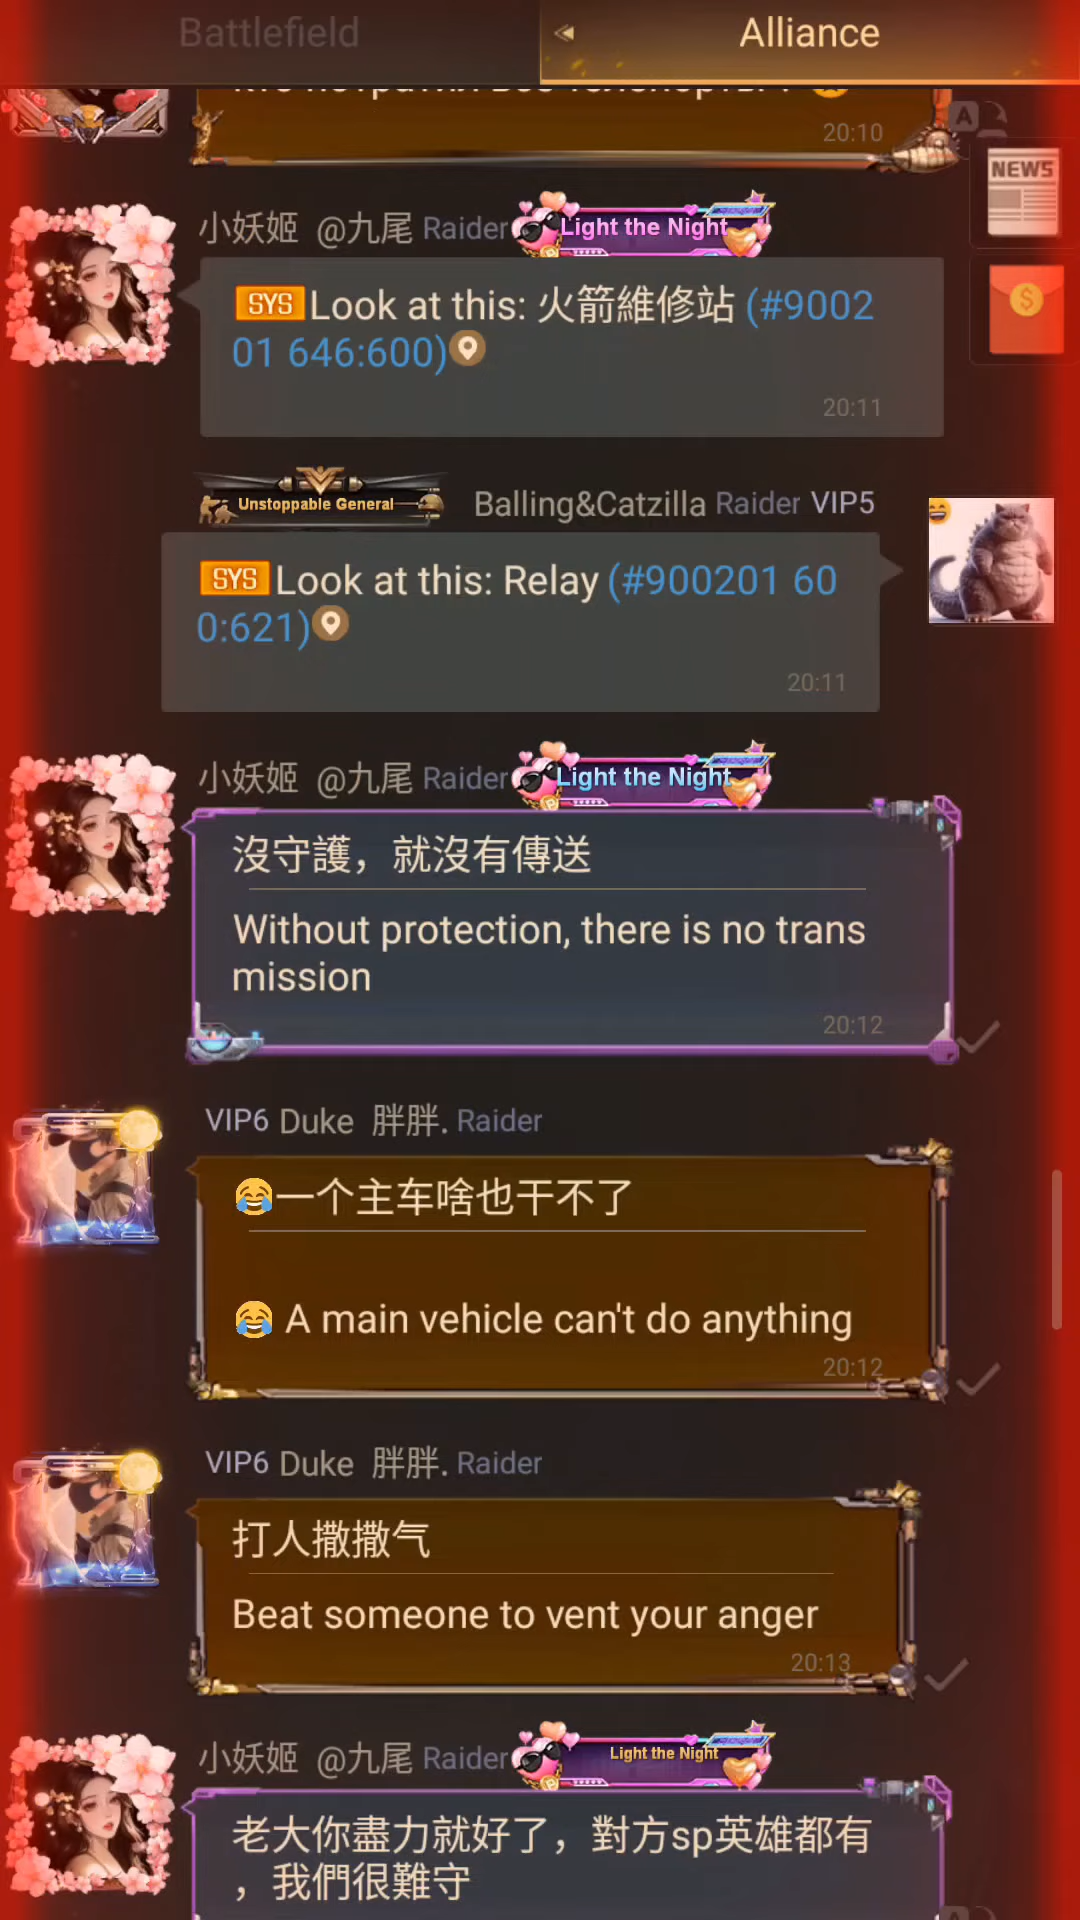 Battlefield
Alliance
20:10
NEWS
小妖姬 @九尾 Raider Light the Night
SYS Look at this: 火箭維修站 (#9002
01 646:600)
20:11
Unstoppable General Balling&Catzilla Raider VIP5
SYS Look at this: Relay (#900201 60
0:621)
20:11
小妖姬 @九尾 Raider Light the Night
沒守護，就沒有傳送
Without protection, there is no trans
mission
20:12
VIP6 Duke 胖胖. Raider
😂一个主车啥也干不了
😂 A main vehicle can't do anything
20:12
VIP6 Duke 胖胖. Raider
打人撒撒气
Beat someone to vent your anger
20:13
小妖姬 @九尾 Raider Light the Night
老大你盡力就好了，對方sp英雄都有
，我們很難守